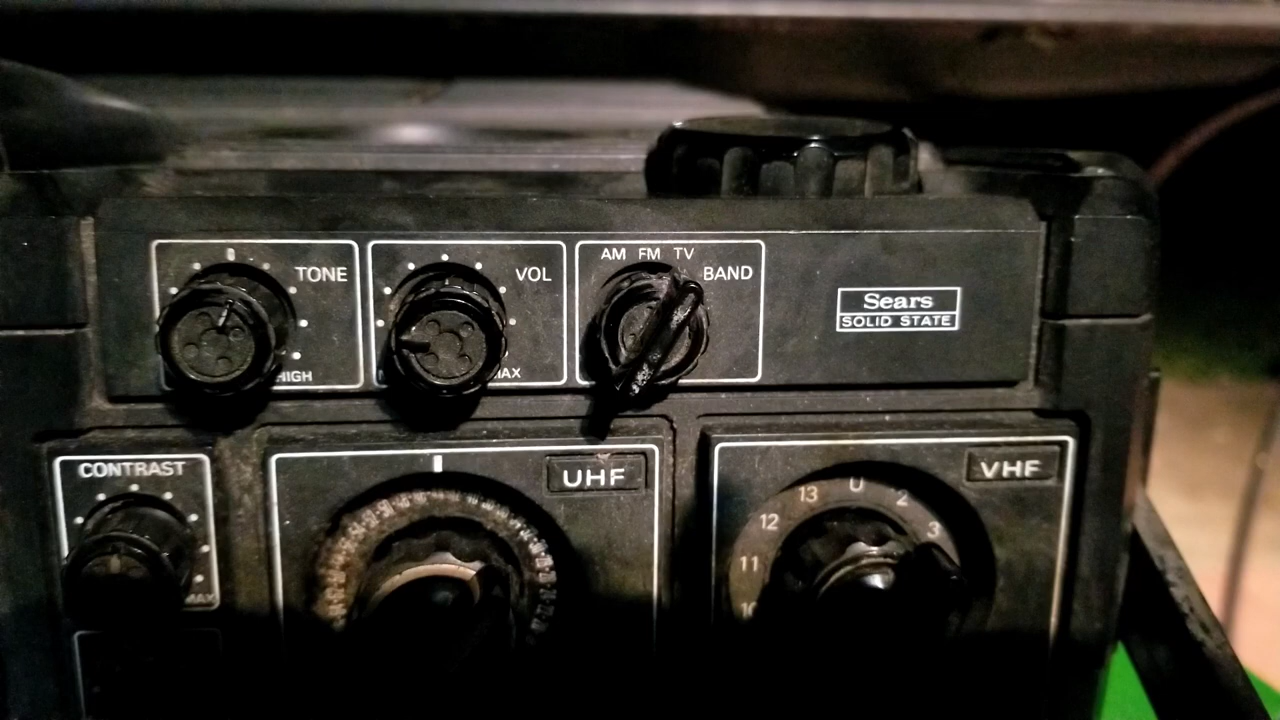 TONE
HIGH
VOL
AM FM TV
BAND
Sears
SOLID STATE
CONTRAST
MAX
UHF
VHF
U
2
3
13
12
11